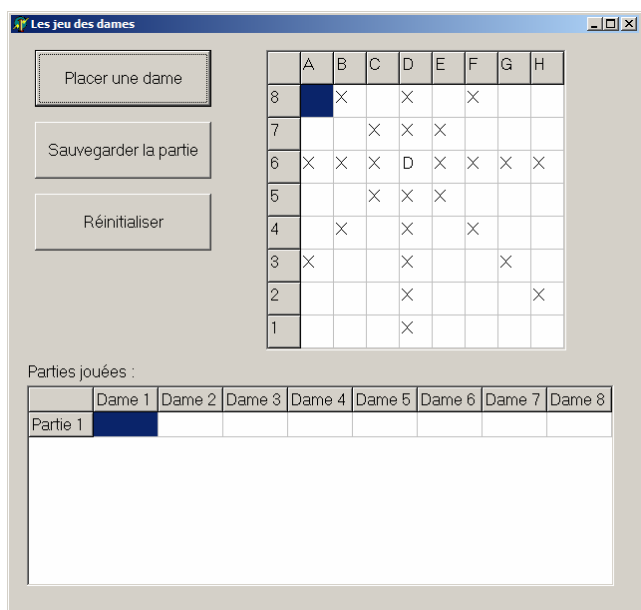 Les jeu des dames
Placer une dame
Sauvegarder la partie
Réinitialiser
A B C D E F G H
8 X X X
7 X X X
6 X X X D X X X X
5 X X X
4 X X X
3 X X X
2 X X
1 X
Parties jouées :
Dame 1 Dame 2 Dame 3 Dame 4 Dame 5 Dame 6 Dame 7 Dame 8
Partie 1